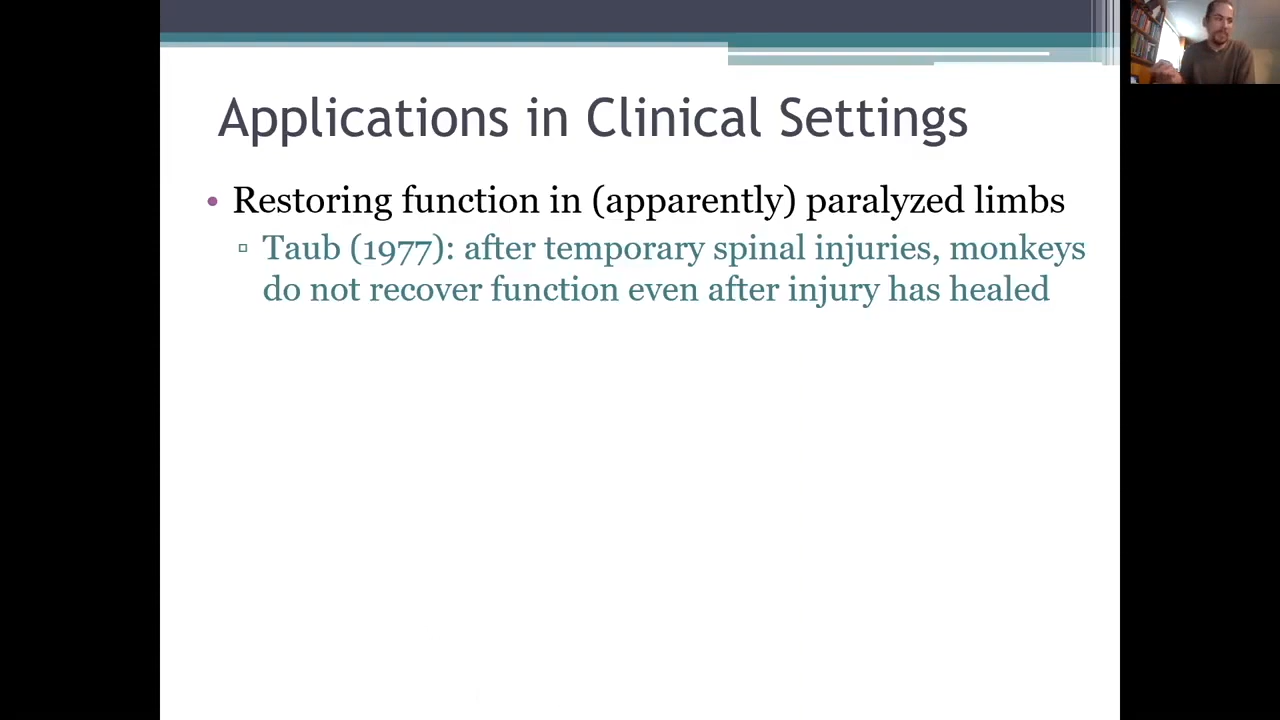 Applications in Clinical Settings
• Restoring function in (apparently) paralyzed limbs
▫ Taub (1977): after temporary spinal injuries, monkeys
do not recover function even after injury has healed